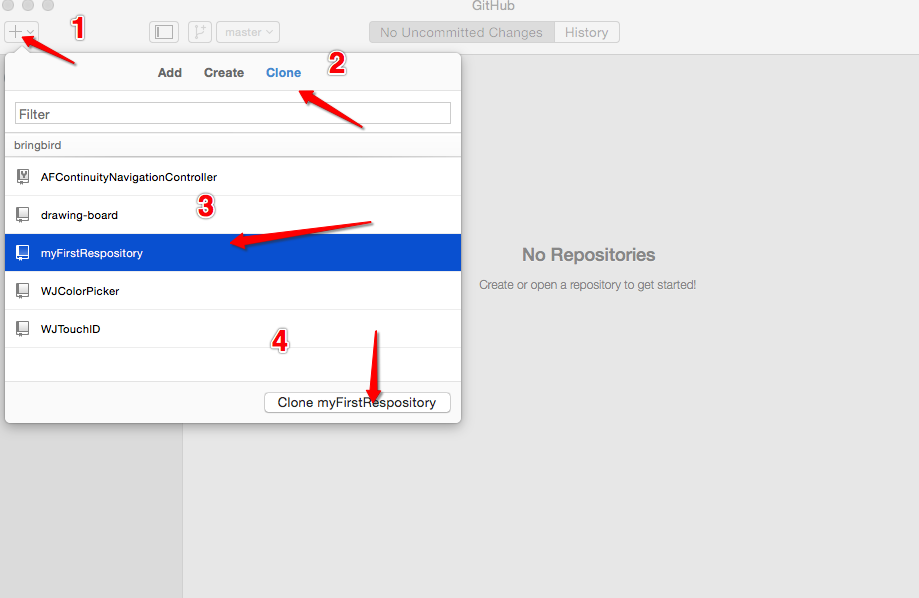 GitHub
1
master
No Uncommitted Changes History
Add Create Clone
2
Filter
bringbird
AFContinuityNavigationController
3
drawing-board
myFirstRespository
No Repositories
Create or open a repository to get started!
WJColorPicker
WJTouchID
4
Clone myFirstRespository